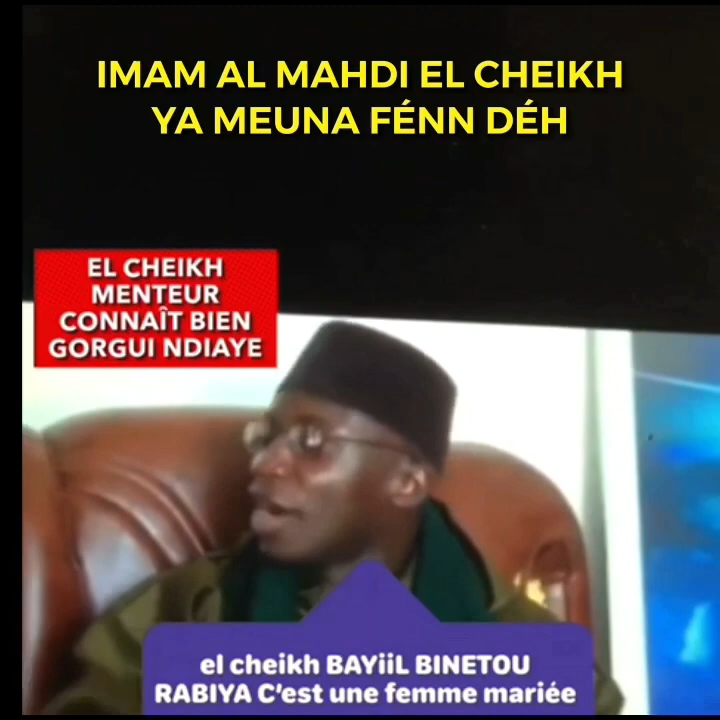 IMAM AL MAHDI EL CHEIKH
YA MEUNA FÉNN DÉH
EL CHEIKH
MENTEUR
CONNAÎT BIEN
GORGUI NDIAYE
el cheikh BAYiiL BINETOU
RABIYA C'est une femme mariée